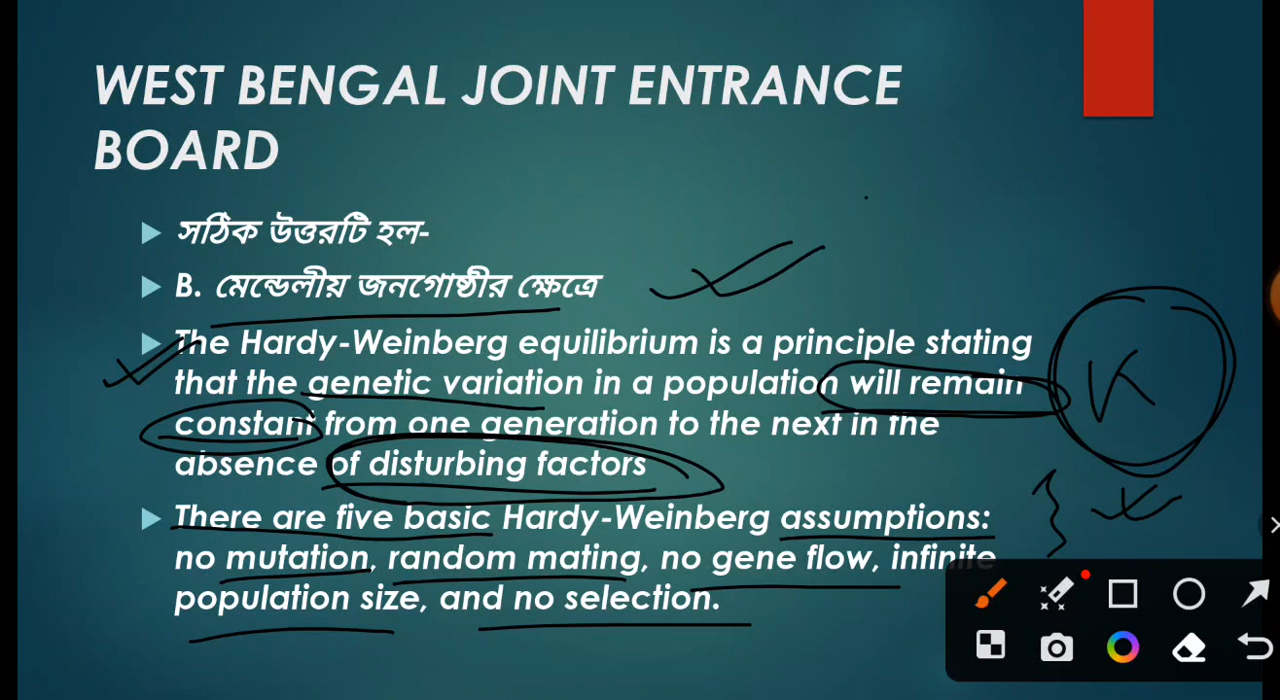 WEST BENGAL JOINT ENTRANCE
BOARD
সঠিক উত্তরটি হল-
B. মেন্ডেলীয় জনগোষ্ঠীর ক্ষেত্রে
The Hardy-Weinberg equilibrium is a principle stating
that the genetic variation in a population will remain
constant from one generation to the next in the
absence of disturbing factors
K
There are five basic Hardy-Weinberg assumptions:
no mutation, random mating, no gene flow, infinite
population size, and no selection.